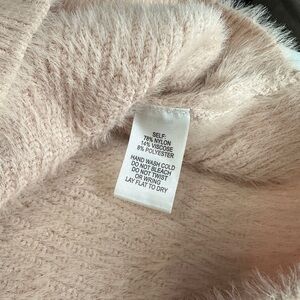 SELF:
78% NYLON
14% VISCOSE
8% POLYESTER
HAND WASH COLD
DO NOT BLEACH
DO NOT TWIST
OR WRING
LAY FLAT TO DRY